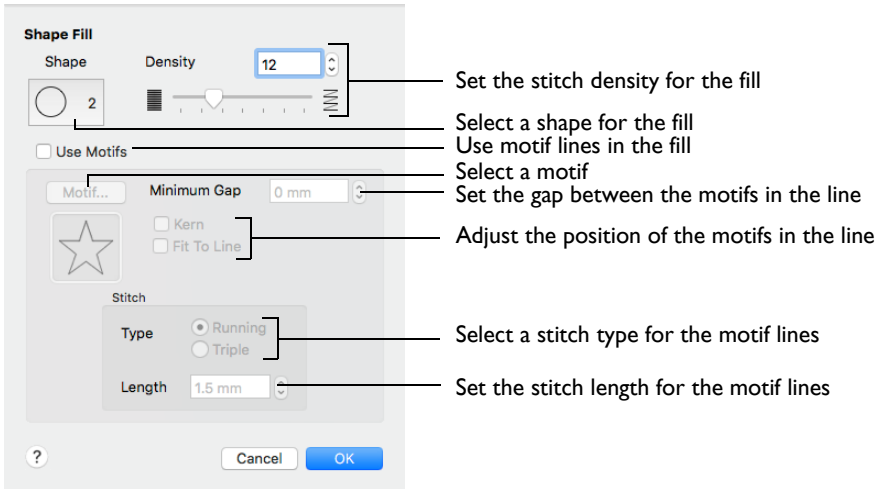 Shape Fill
Shape
Density
12
2
Set the stitch density for the fill
Select a shape for the fill
Use Motifs
Use motif lines in the fill
Select a motif
Motif...
Minimum Gap
0 mm
Set the gap between the motifs in the line
Kern
Fit To Line
Adjust the position of the motifs in the line
Stitch
Type
Running
Triple
Select a stitch type for the motif lines
Length
1.5 mm
Set the stitch length for the motif lines
?
Cancel
OK